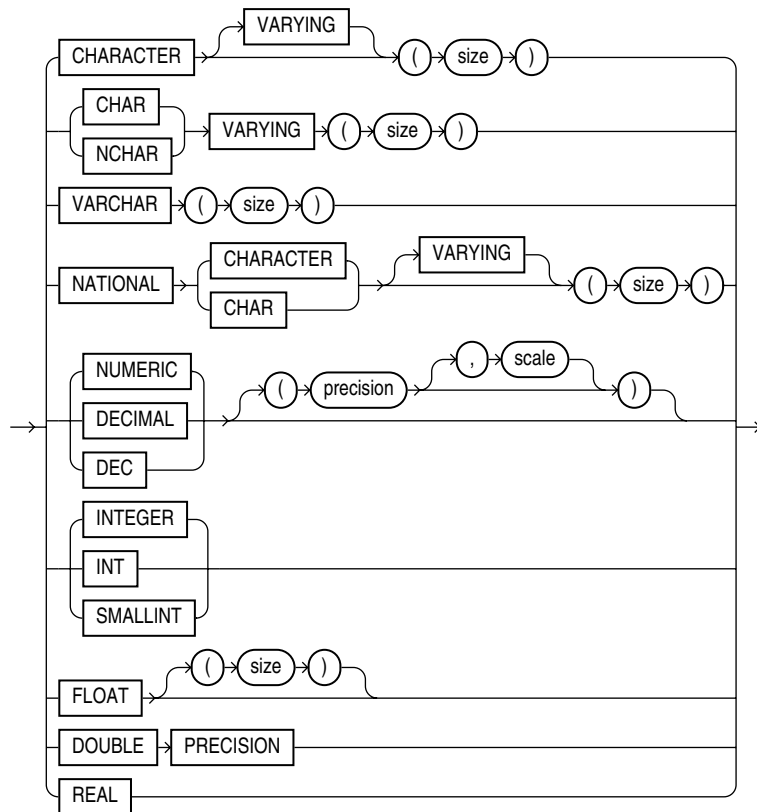 VARYING
CHARACTER ( size )
CHAR
VARYING ( size )
NCHAR
VARCHAR ( size )
CHARACTER VARYING
NATIONAL ( size )
CHAR
, scale
NUMERIC ( precision )
DECIMAL
DEC
INTEGER
INT
SMALLINT
( size )
FLOAT
DOUBLE PRECISION
REAL